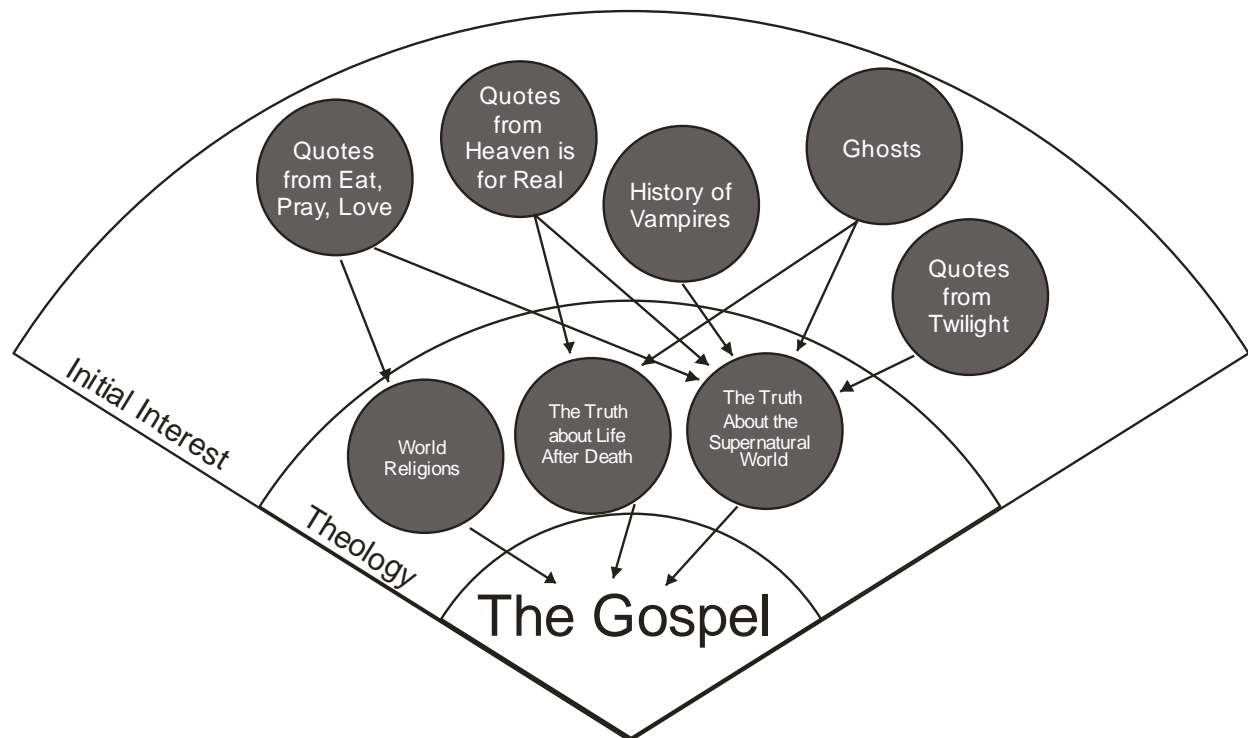 Quotes
from Eat,
Pray, Love
Quotes
from
Heaven is
for Real
History of
Vampires
Ghosts
Quotes
from
Twilight
Initial Interest
World
Religions
The Truth
about Life
After Death
The Truth
About the
Supernatural
World
Theology
The Gospel